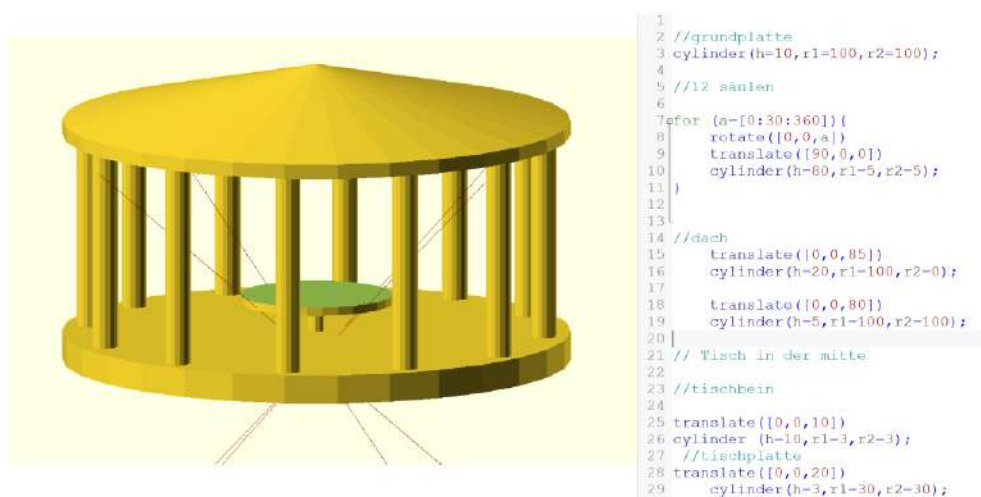 1
2 //grundplatte
3 cylinder(h=10,r1=100,r2=100);
4
5 //12 säulen
6
7 for (a=[0:30:360]){
8 rotate([0,0,a])
9 translate([90,0,0])
10 cylinder(h=80,r1=5,r2=5);
11 }
12
13
14 //dach
15 translate([0,0,85])
16 cylinder(h=20,r1=100,r2=0);
17
18 translate([0,0,80])
19 cylinder(h=5,r1=100,r2=100);
20
21 // Tisch in der mitte
22
23 //tischbein
24
25 translate([0,0,10])
26 cylinder (h=10,r1=3,r2=3);
27 //tischplatte
28 translate([0,0,20])
29 cylinder(h=3,r1=30,r2=30);